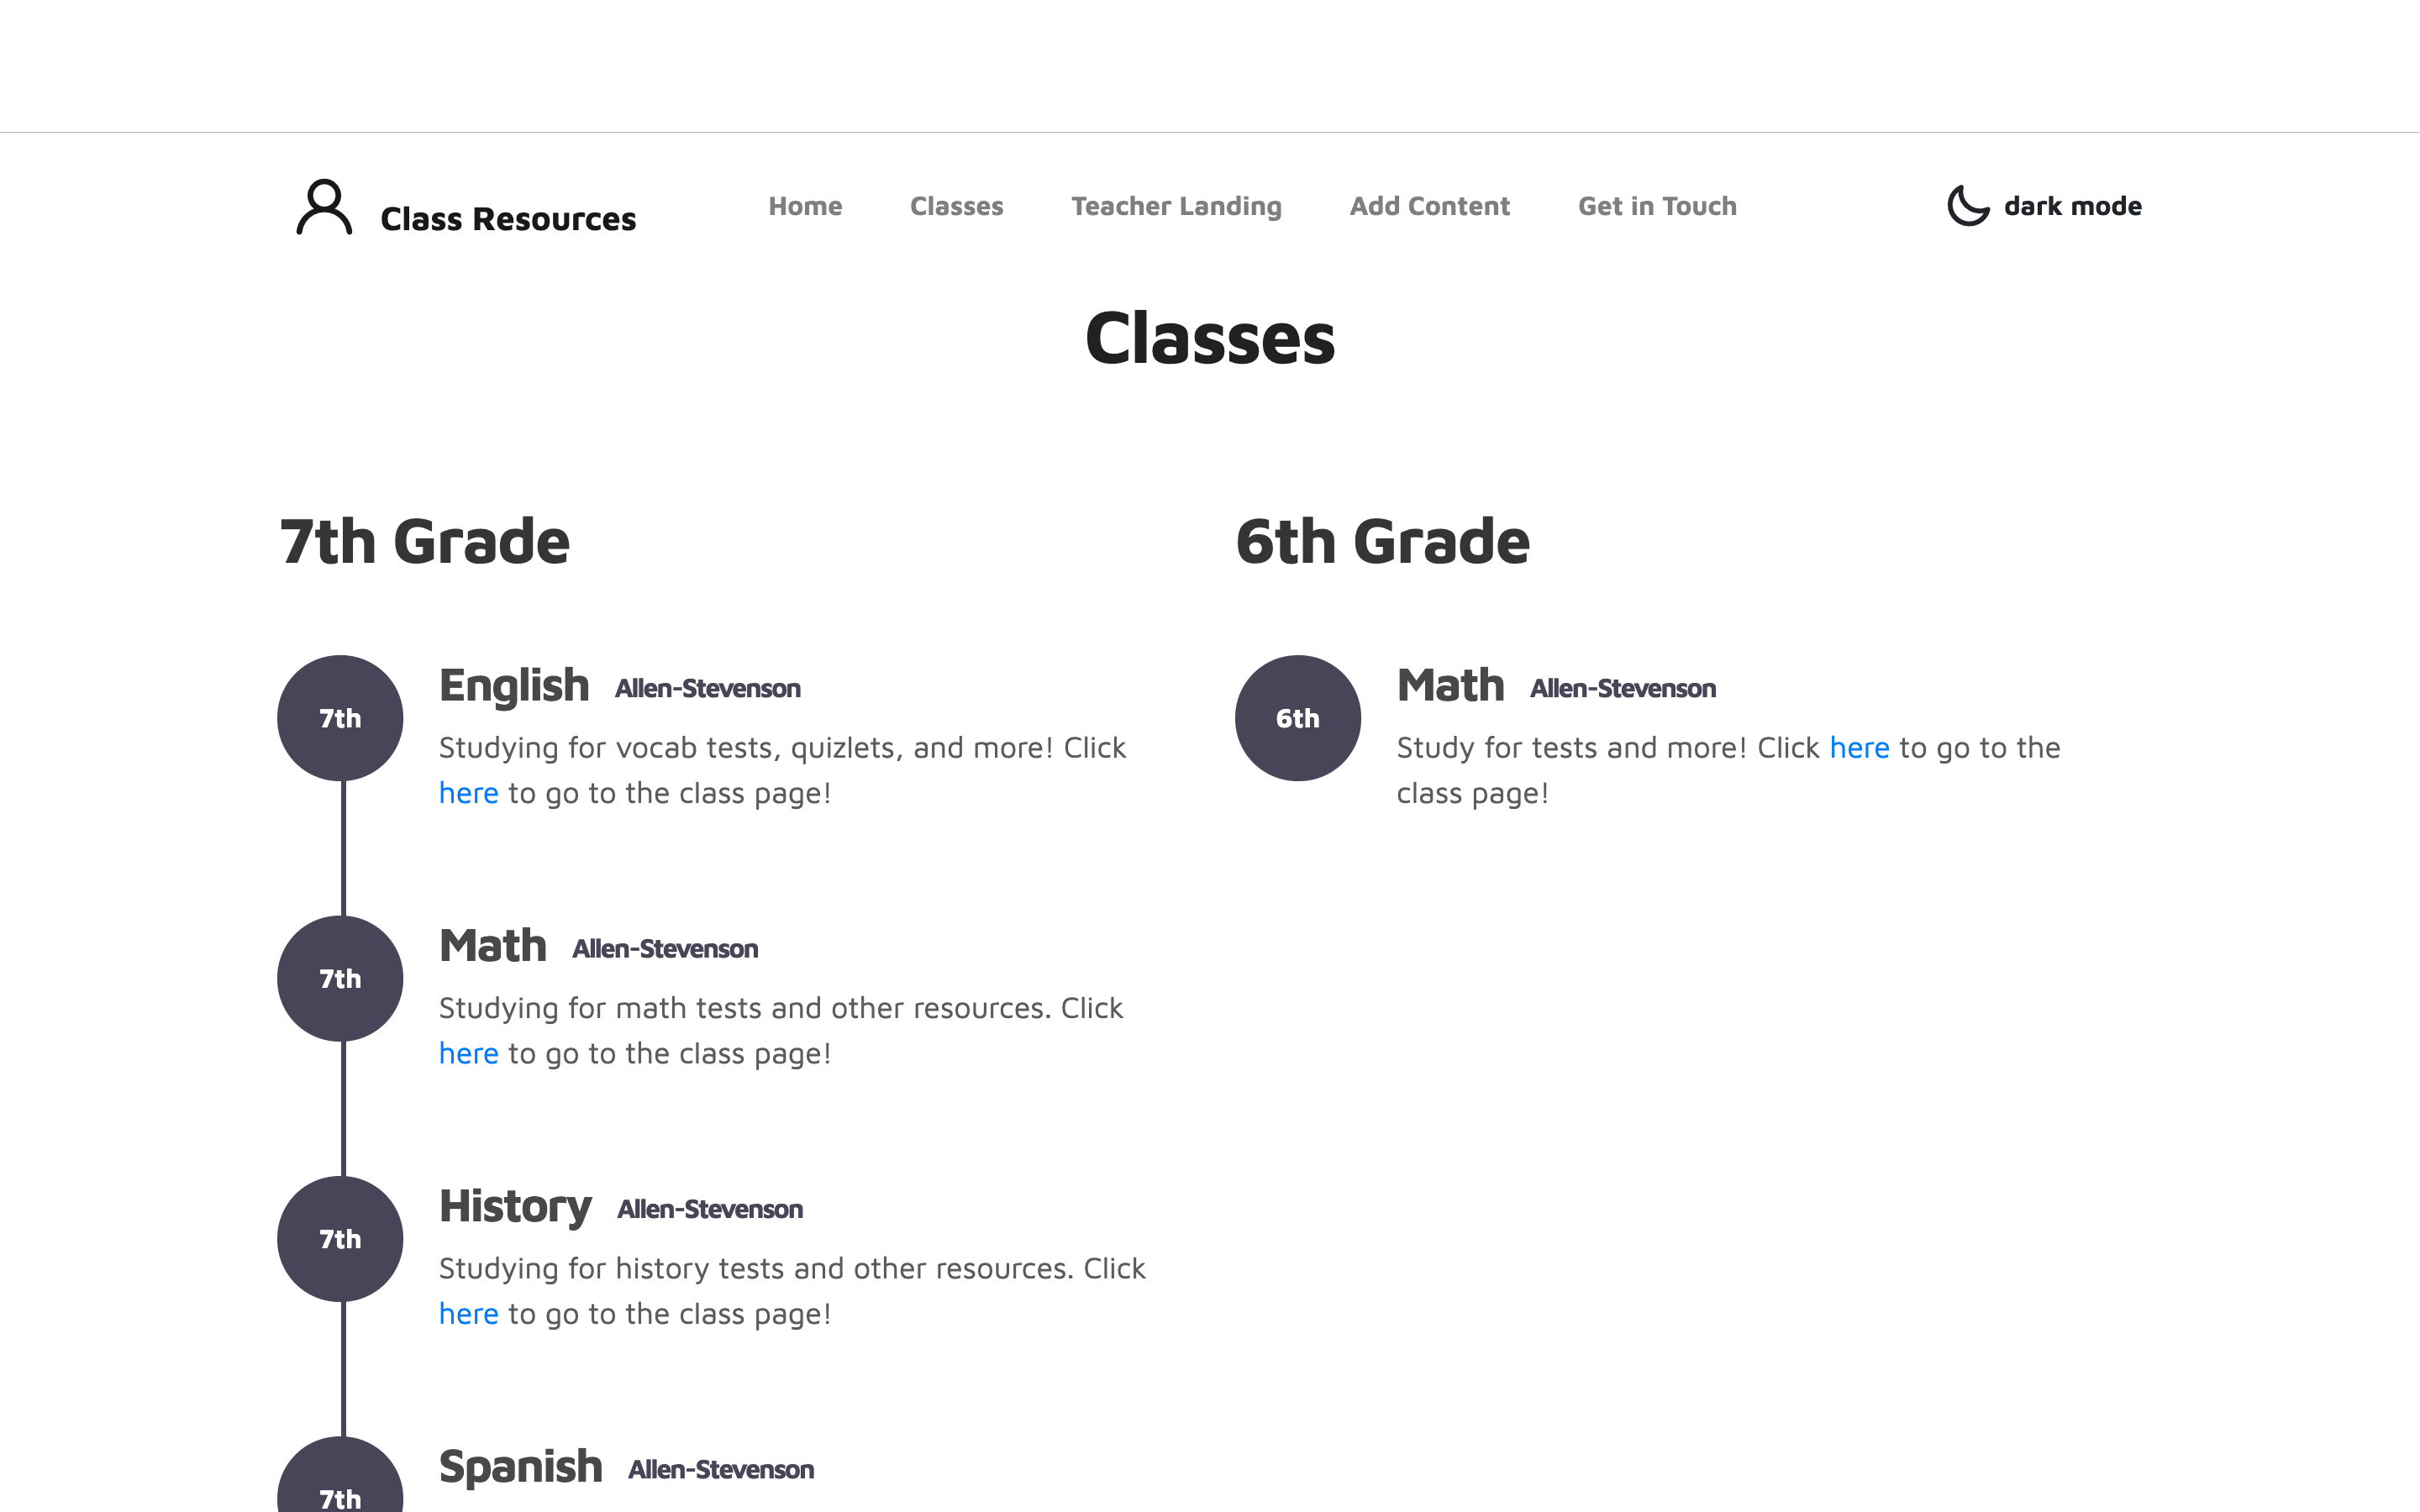 Class Resources
Home
Classes
Teacher Landing
Add Content
Get in Touch
dark mode
Classes
7th Grade
7th
English Allen-Stevenson
Studying for vocab tests, quizlets, and more! Click
here to go to the class page!
7th
Math Allen-Stevenson
Studying for math tests and other resources. Click
here to go to the class page!
7th
History Allen-Stevenson
Studying for history tests and other resources. Click
here to go to the class page!
7th
Spanish Allen-Stevenson
6th Grade
6th
Math Allen-Stevenson
Study for tests and more! Click here to go to the
class page!